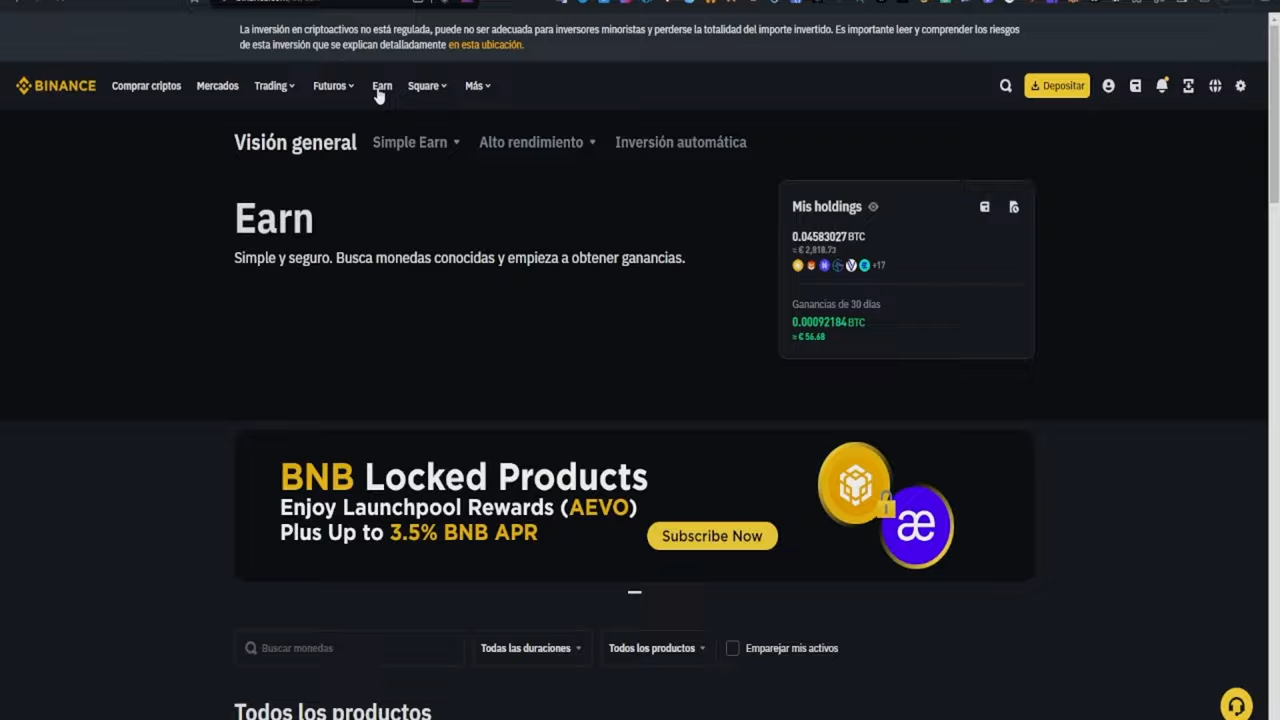 La inversión en criptoactivos no está regulada, puede no ser adecuada para inversores minoristas y perderse la totalidad del importe invertido. Es importante leer y comprender los riesgos
de esta inversión que se explican detalladamente en esta ubicación.
BINANCE Comprar criptos Mercados Trading Futuros Earn Square Más Depositar
Visión general Simple Earn Alto rendimiento Inversión automática
Earn
Simple y seguro. Busca monedas conocidas y empieza a obtener ganancias.
Mis holdings
0.04583027 BTC
≈ € 2,818.73
+17
Ganancias de 30 días
0.00092184 BTC
≈ € 56.68
BNB Locked Products
Enjoy Launchpool Rewards (AEVO)
Plus Up to 3.5% BNB APR
Subscribe Now
æ
Buscar monedas Todas las duraciones Todos los productos Emparejar mis activos
Todos los productos